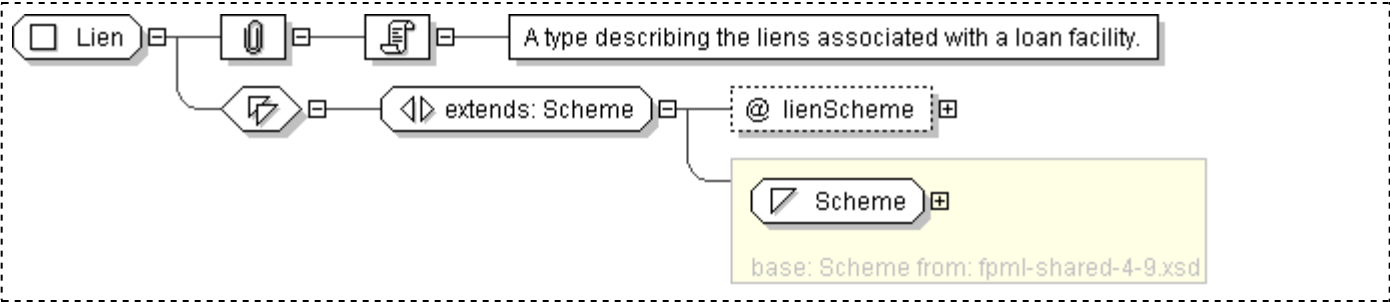 Lien
A type describing the liens associated with a loan facility.
extends: Scheme
@ lienScheme
Scheme
base: Scheme from: fpml-shared-4-9.xsd